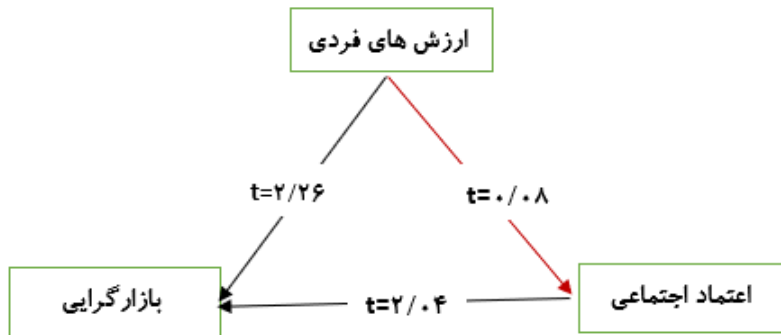 ارزش های فردی
t=۲/۲۶
t=۰/۰۸
بازارگرایی
t=۲/۰۴
اعتماد اجتماعی